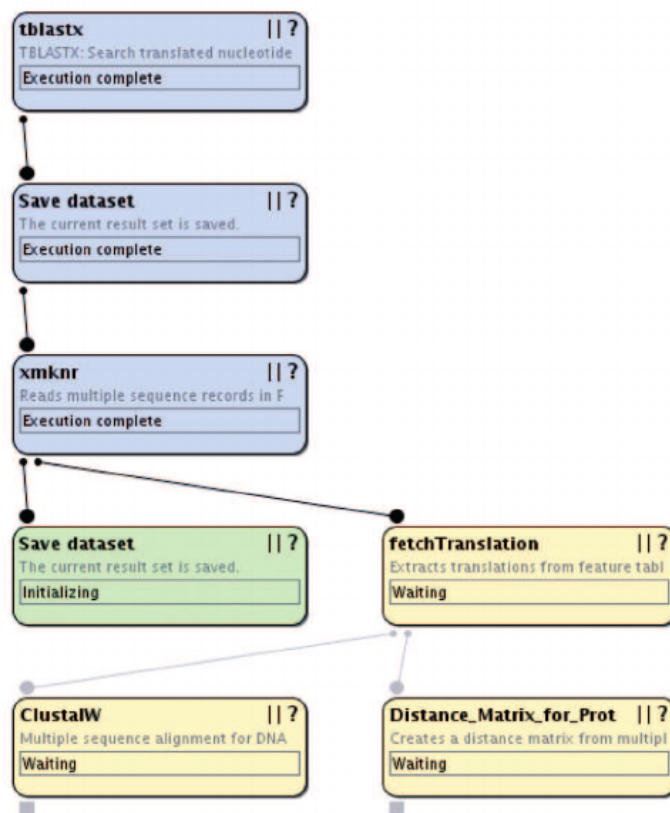 tblastx || ?
TBLASTX: Search translated nucleotide
Execution complete
Save dataset || ?
The current result set is saved.
Execution complete
xmknr || ?
Reads multiple sequence records in F
Execution complete
Save dataset || ?
The current result set is saved.
Initializing
fetchTranslation || ?
Extracts translations from feature tabl
Waiting
ClustalW || ?
Multiple sequence alignment for DNA
Waiting
Distance_Matrix_for_Prot || ?
Creates a distance matrix from multipl
Waiting